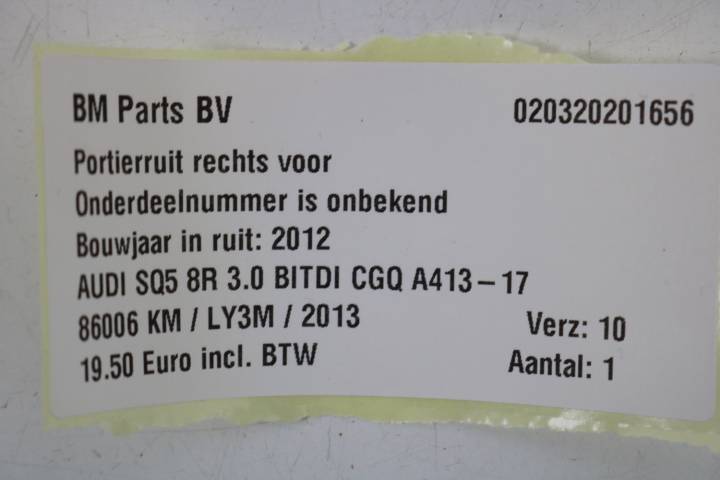 BM Parts BV 020320201656
Portierruit rechts voor
Onderdeelnummer is onbekend
Bouwjaar in ruit: 2012
AUDI SQ5 8R 3.0 BITDI CGQ A413-17
86006 KM / LY3M / 2013 Verz: 10
19.50 Euro incl. BTW Aantal: 1